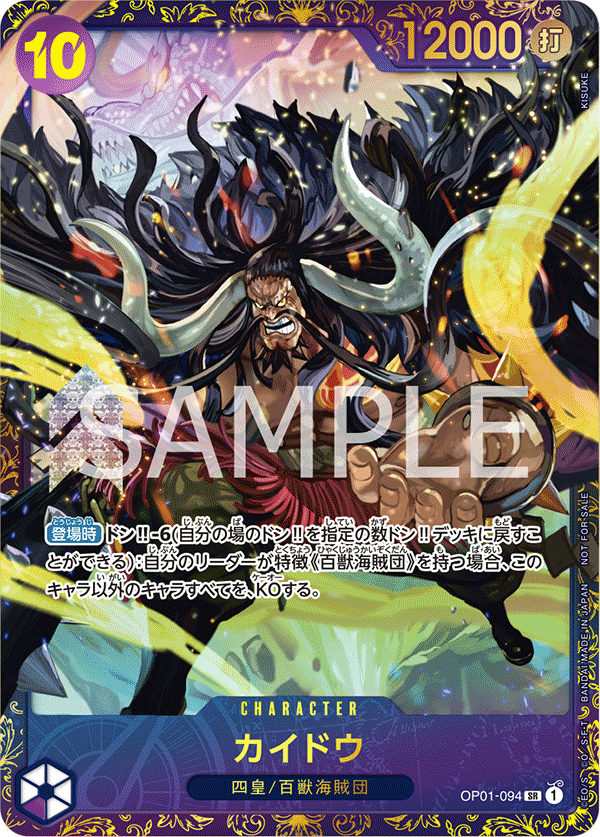 10
12000 打
KISUKE
SAMPLE
登場時 ドン!!-6(自分の場のドン!!を指定の数ドン!!デッキに戻すこ
とができる):自分のリーダーが特徴《百獣海賊団》を持つ場合、この
キャラ以外のキャラすべてを、KOする。
NOT FOR SALE
BANDAI MADE IN JAPAN
CHARACTER
カイドウ
四皇/百獣海賊団
OP01-094 SR 1